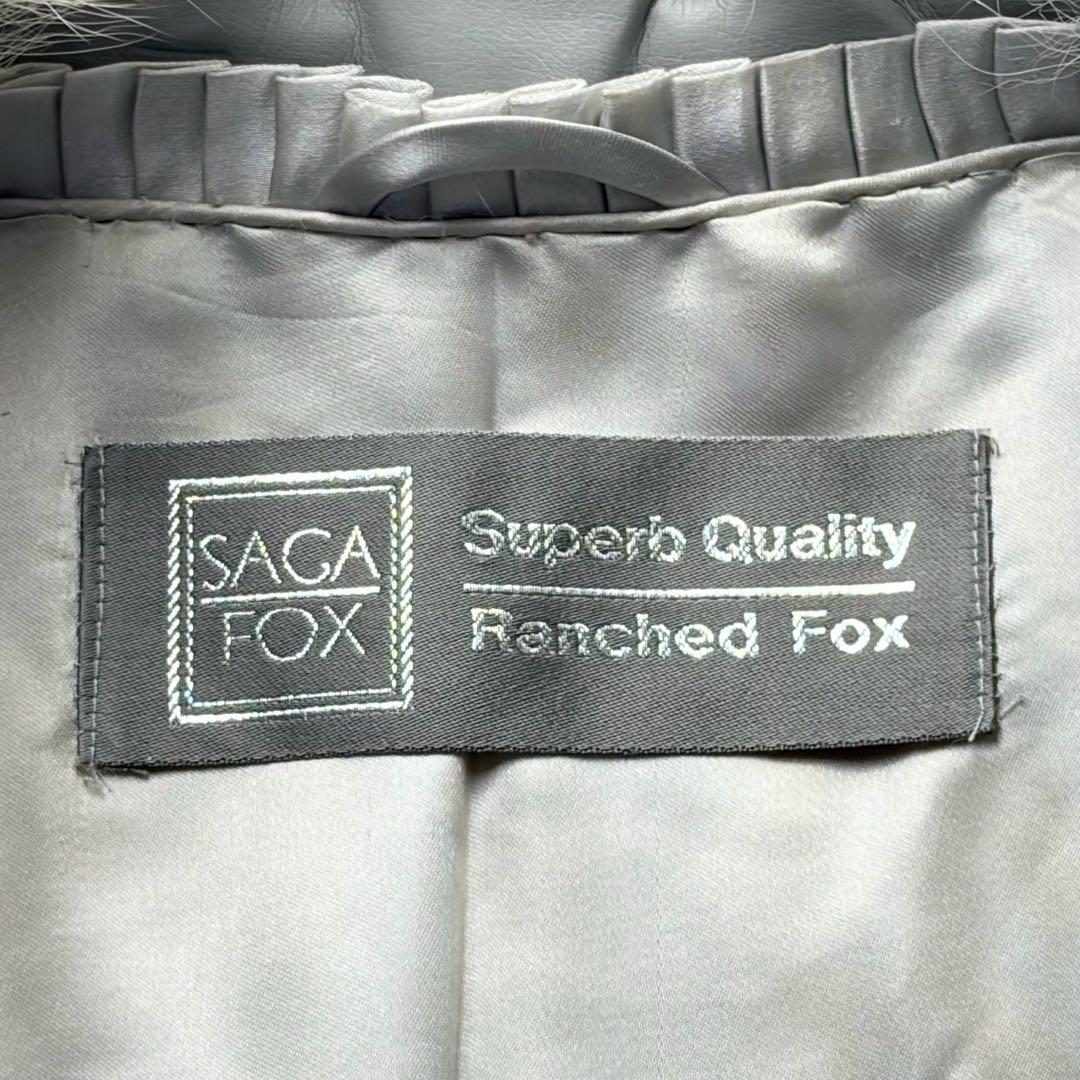 SAGA
FOX
Superb Quality
Ranched Fox